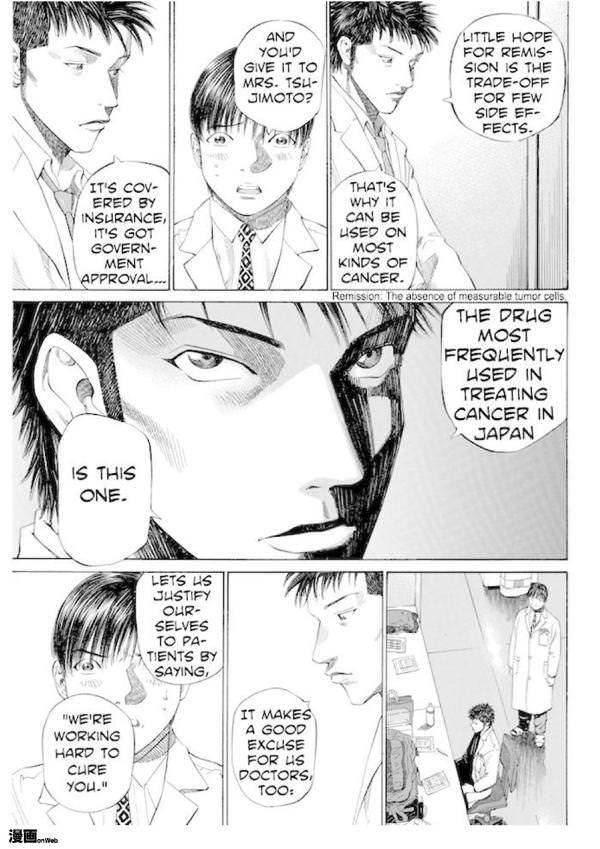 LITTLE HOPE
FOR REMIS-
SION IS THE
TRADE-OFF
FOR FEW
SIDE EF-
FECTS.
THAT'S
WHY IT
CAN BE
USED ON
MOST
KINDS OF
CANCER.
AND
YOU'D
GIVE IT TO
MRS. TSU-
JIMOTO?
IT'S COV-
ERED BY
INSURANCE,
IT'S GOT
GOVERN-
MENT
APPROVAL...
Remission: The absence of measurable tumor cells.
THE DRUG
MOST
FREQUENTLY
USED IN
TREATING
CANCER IN
JAPAN
IS THIS
ONE.
IT MAKES
A GOOD
EXCUSE
FOR US
DOCTORS,
TOO:
LETS US
JUSTIFY
OUR-
SELVES
TO PA-
TIENTS BY
SAYING,
"WE'RE
WORKING
HARD TO
CURE
YOU."
漫画onWeb